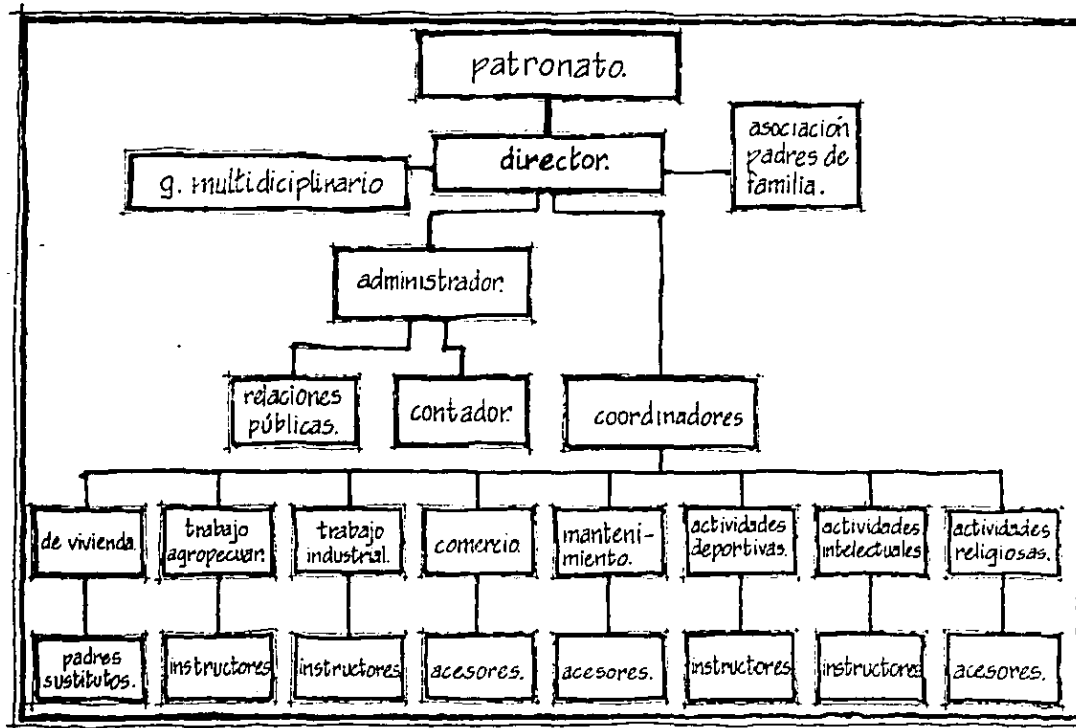 patronato.
director.
asociación
padres de
familia.
g. multidiciplinario
administrador.
relaciones
públicas.
contador.
coordinadores
de vivienda.
trabajo
agropecuar.
trabajo
industrial.
comercio.
manteni-
miento.
actividades
deportivas.
actividades
intelectuales
actividades
religiosas.
padres
sustitutos.
instructores
instructores
acesores.
acesores.
instructores
instructores
acesores.